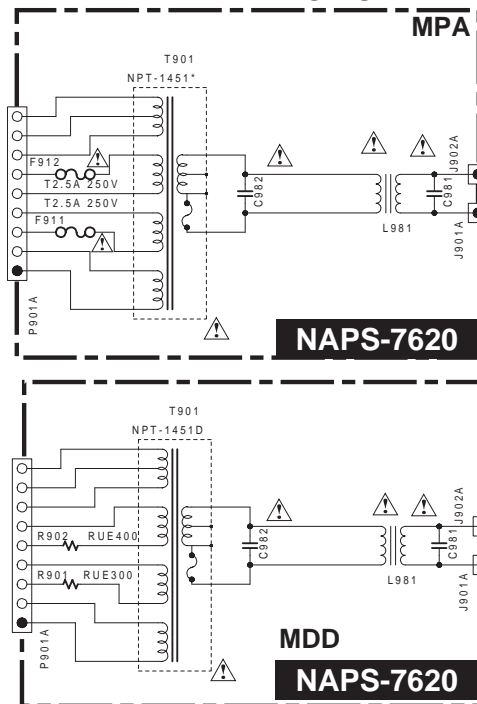 MPA
T901
NPT-1451*
F912
T2.5A 250V
T2.5A 250V
F911
P901A
C982
C981
L981
J902A
J901A
NAPS-7620
T901
NPT-1451D
R902 RUE400
R901 RUE300
P901A
C982
C981
L981
J902A
J901A
MDD
NAPS-7620